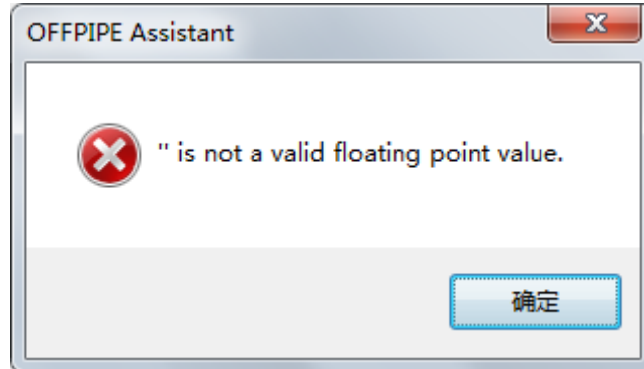 OFFPIPE Assistant
'' is not a valid floating point value.
确定